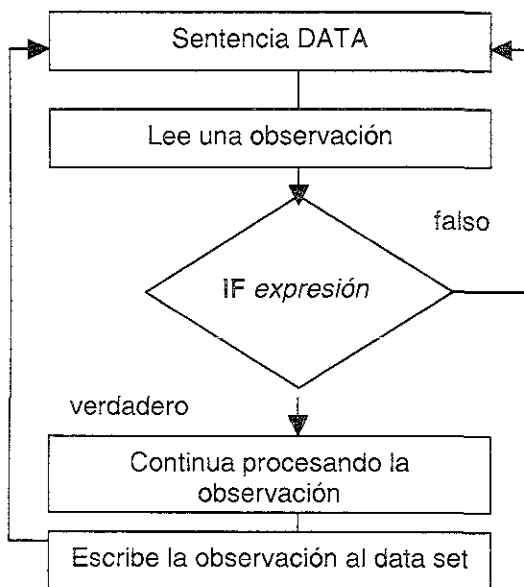 Sentencia DATA
Lee una observación
falso
IF expresión
verdadero
Continua procesando la
observación
Escribe la observación al data set